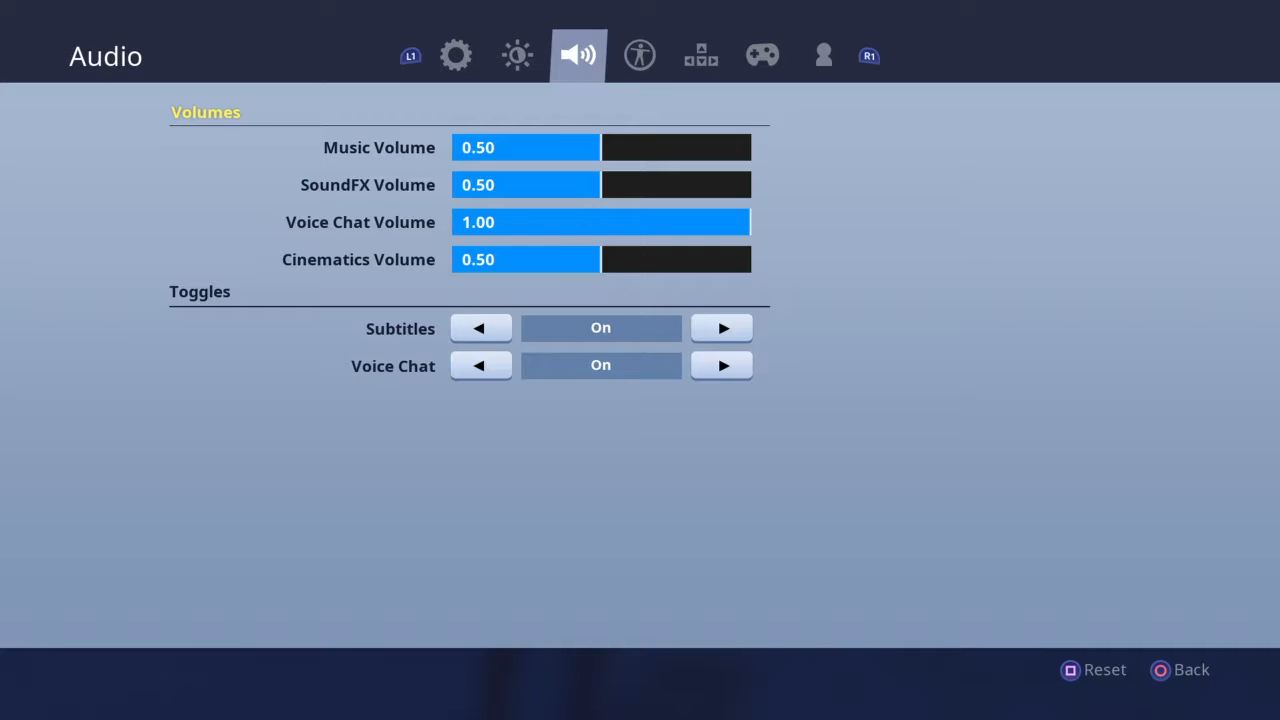 Audio
L1
R1
Volumes
Music Volume 0.50
SoundFX Volume 0.50
Voice Chat Volume 1.00
Cinematics Volume 0.50
Toggles
Subtitles On
Voice Chat On
Reset Back